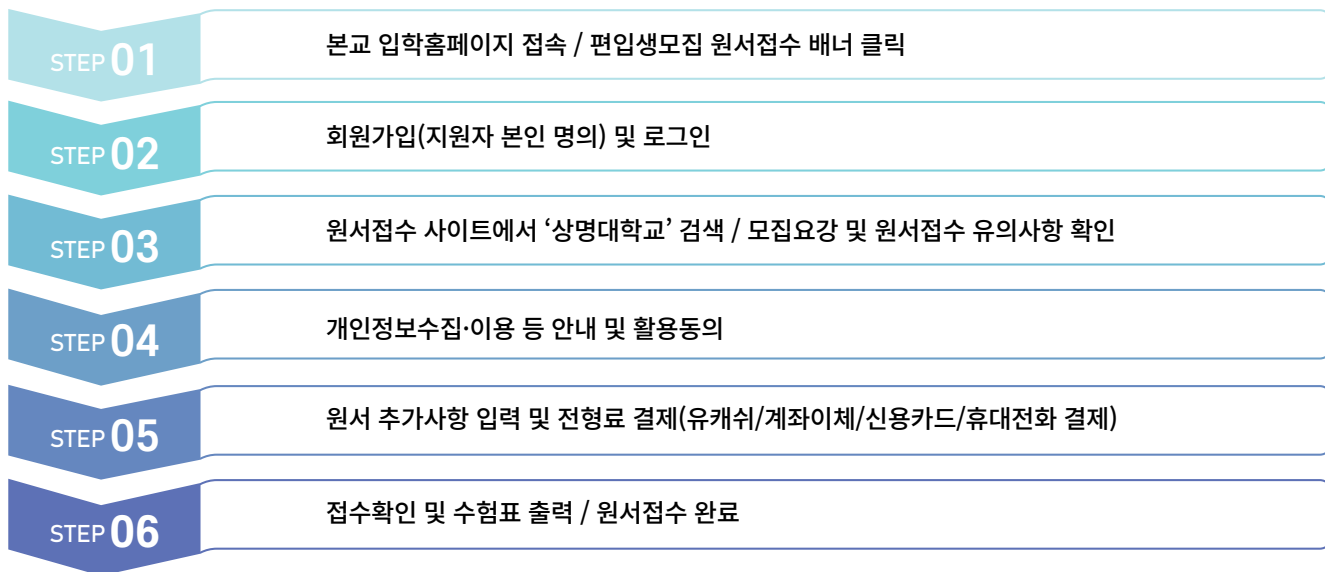 STEP 01
본교 입학홈페이지 접속 / 편입생모집 원서접수 배너 클릭
STEP 02
회원가입(지원자 본인 명의) 및 로그인
STEP 03
원서접수 사이트에서 ‘상명대학교’ 검색 / 모집요강 및 원서접수 유의사항 확인
STEP 04
개인정보수집·이용 등 안내 및 활용동의
STEP 05
원서 추가사항 입력 및 전형료 결제(유캐쉬/계좌이체/신용카드/휴대전화 결제)
STEP 06
접수확인 및 수험표 출력 / 원서접수 완료